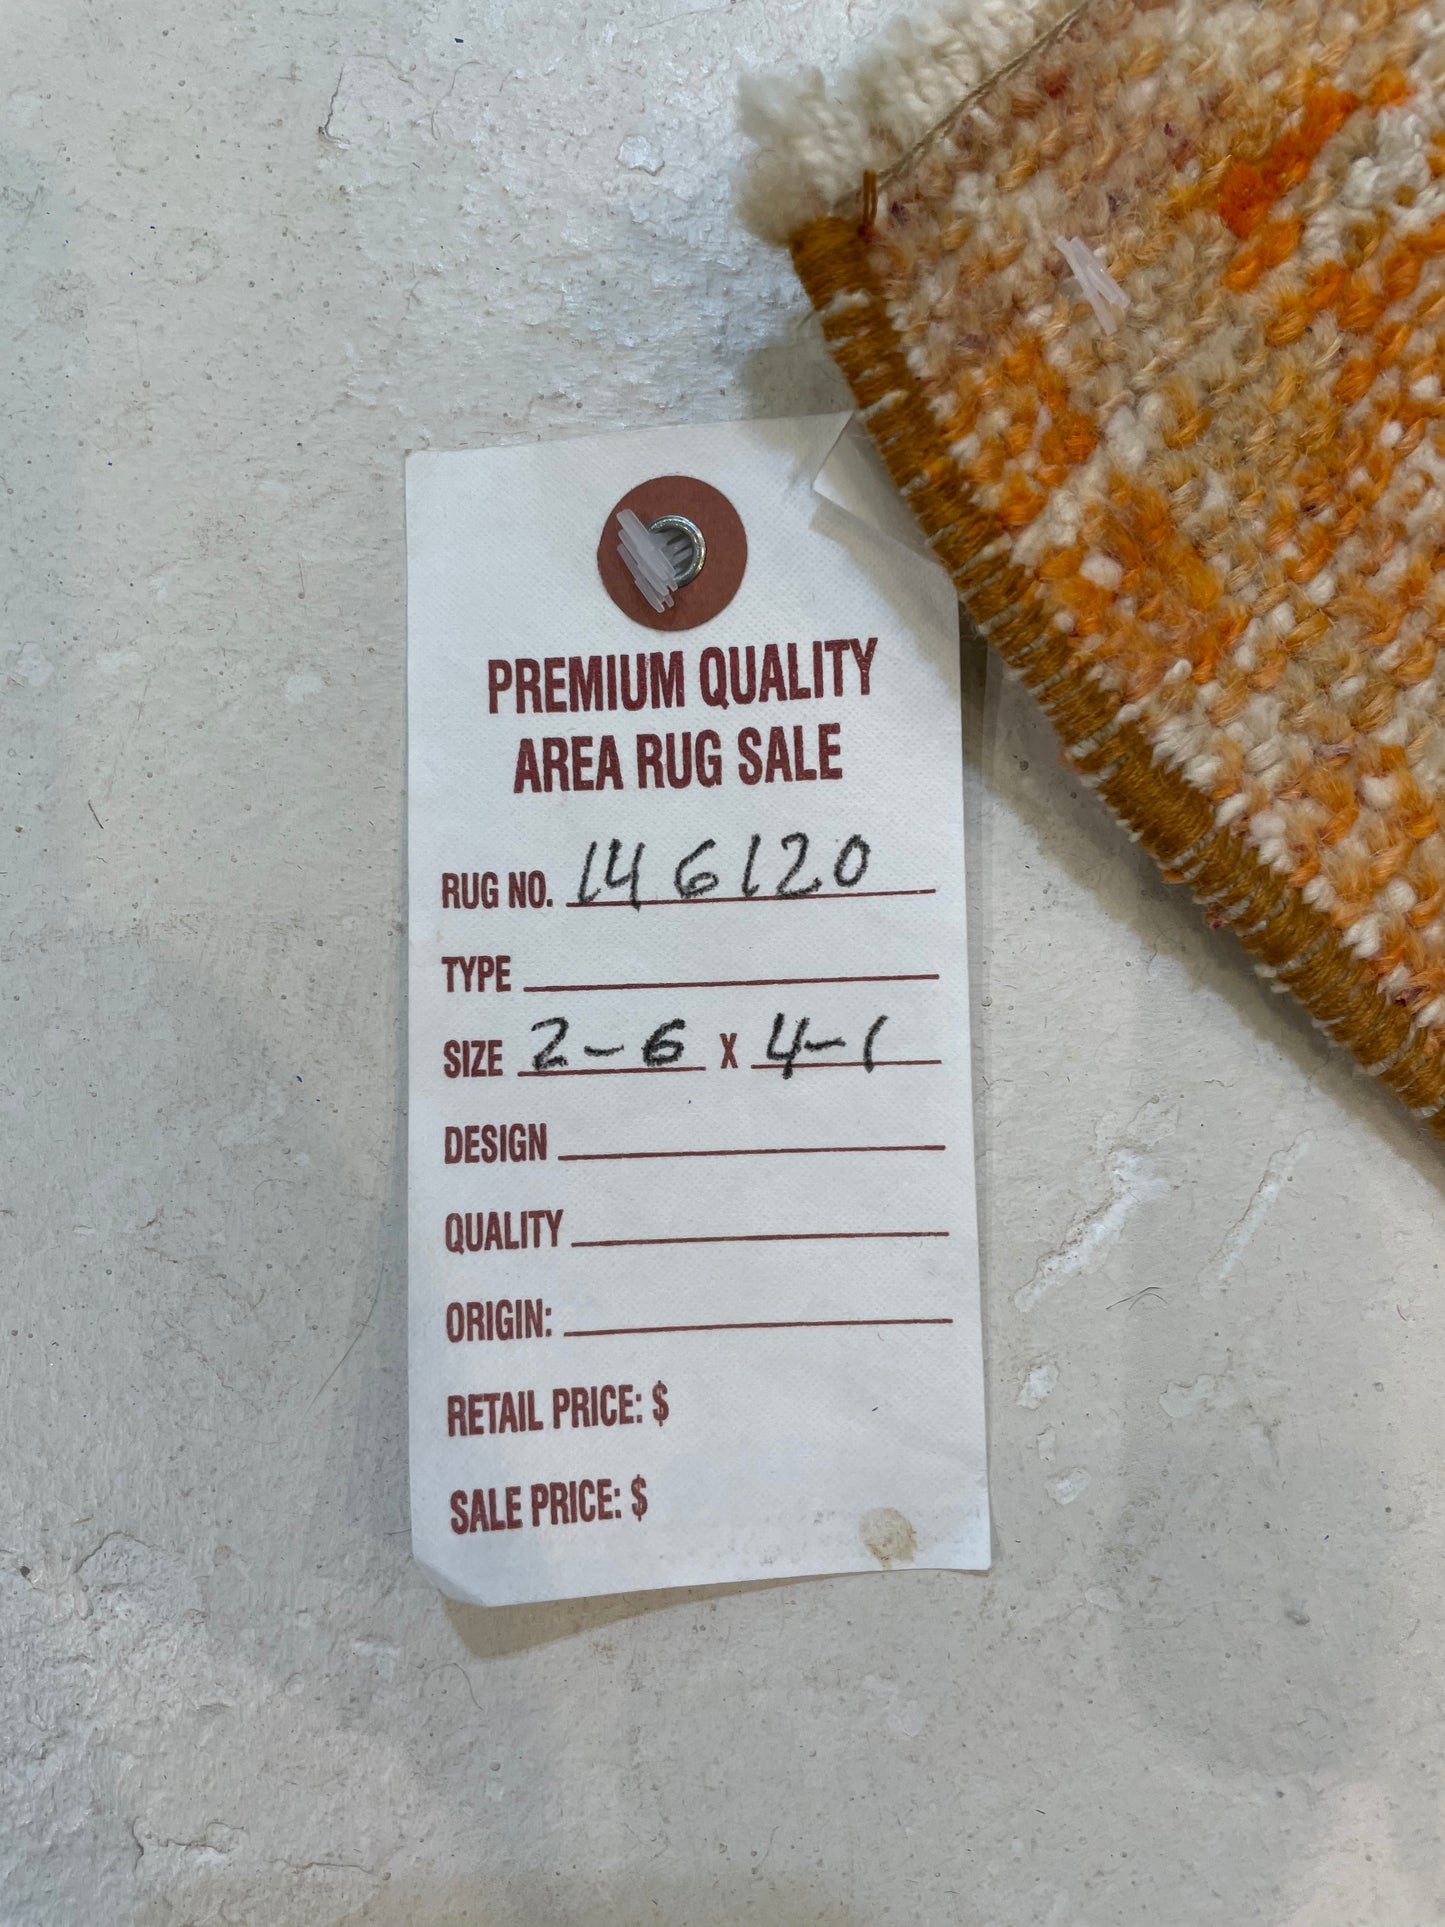 PREMIUM QUALITY
AREA RUG SALE
RUG NO. 146120
TYPE
SIZE 2-6 X 4-1
DESIGN
QUALITY
ORIGIN:
RETAIL PRICE: $
SALE PRICE: $